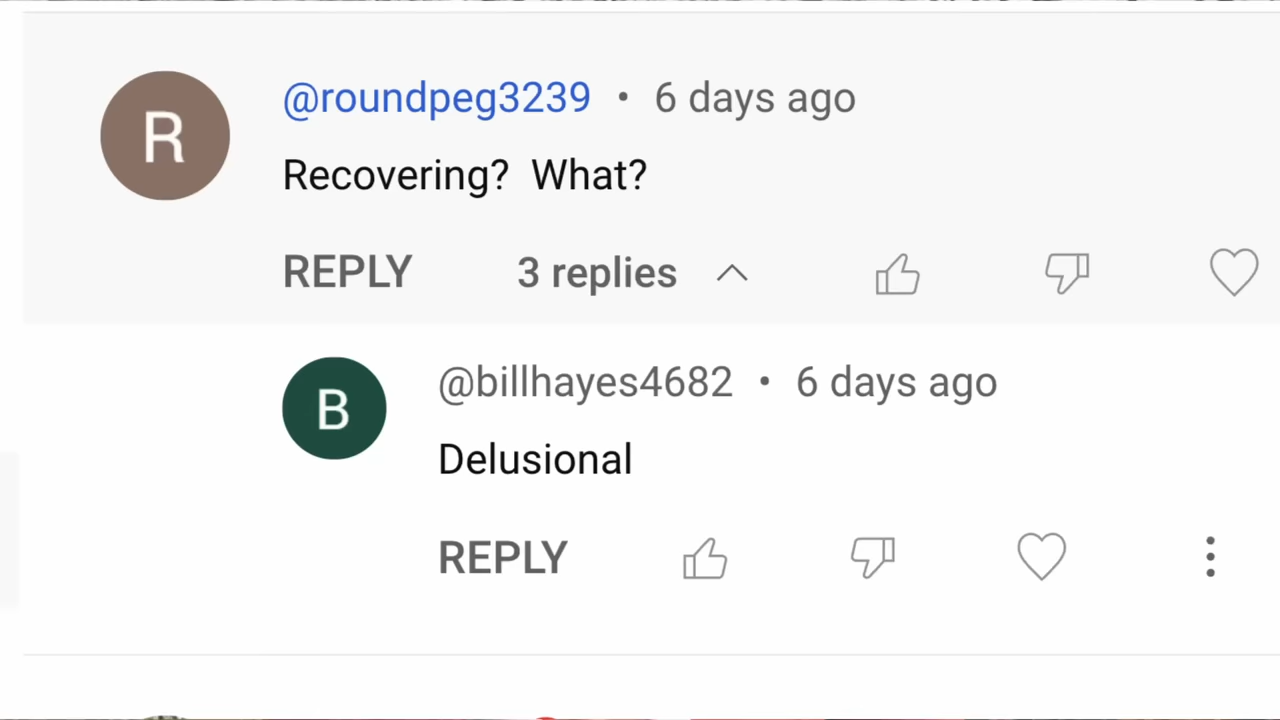 R
@roundpeg3239 • 6 days ago
Recovering?  What?
REPLY 3 replies
B
@billhayes4682 • 6 days ago
Delusional
REPLY